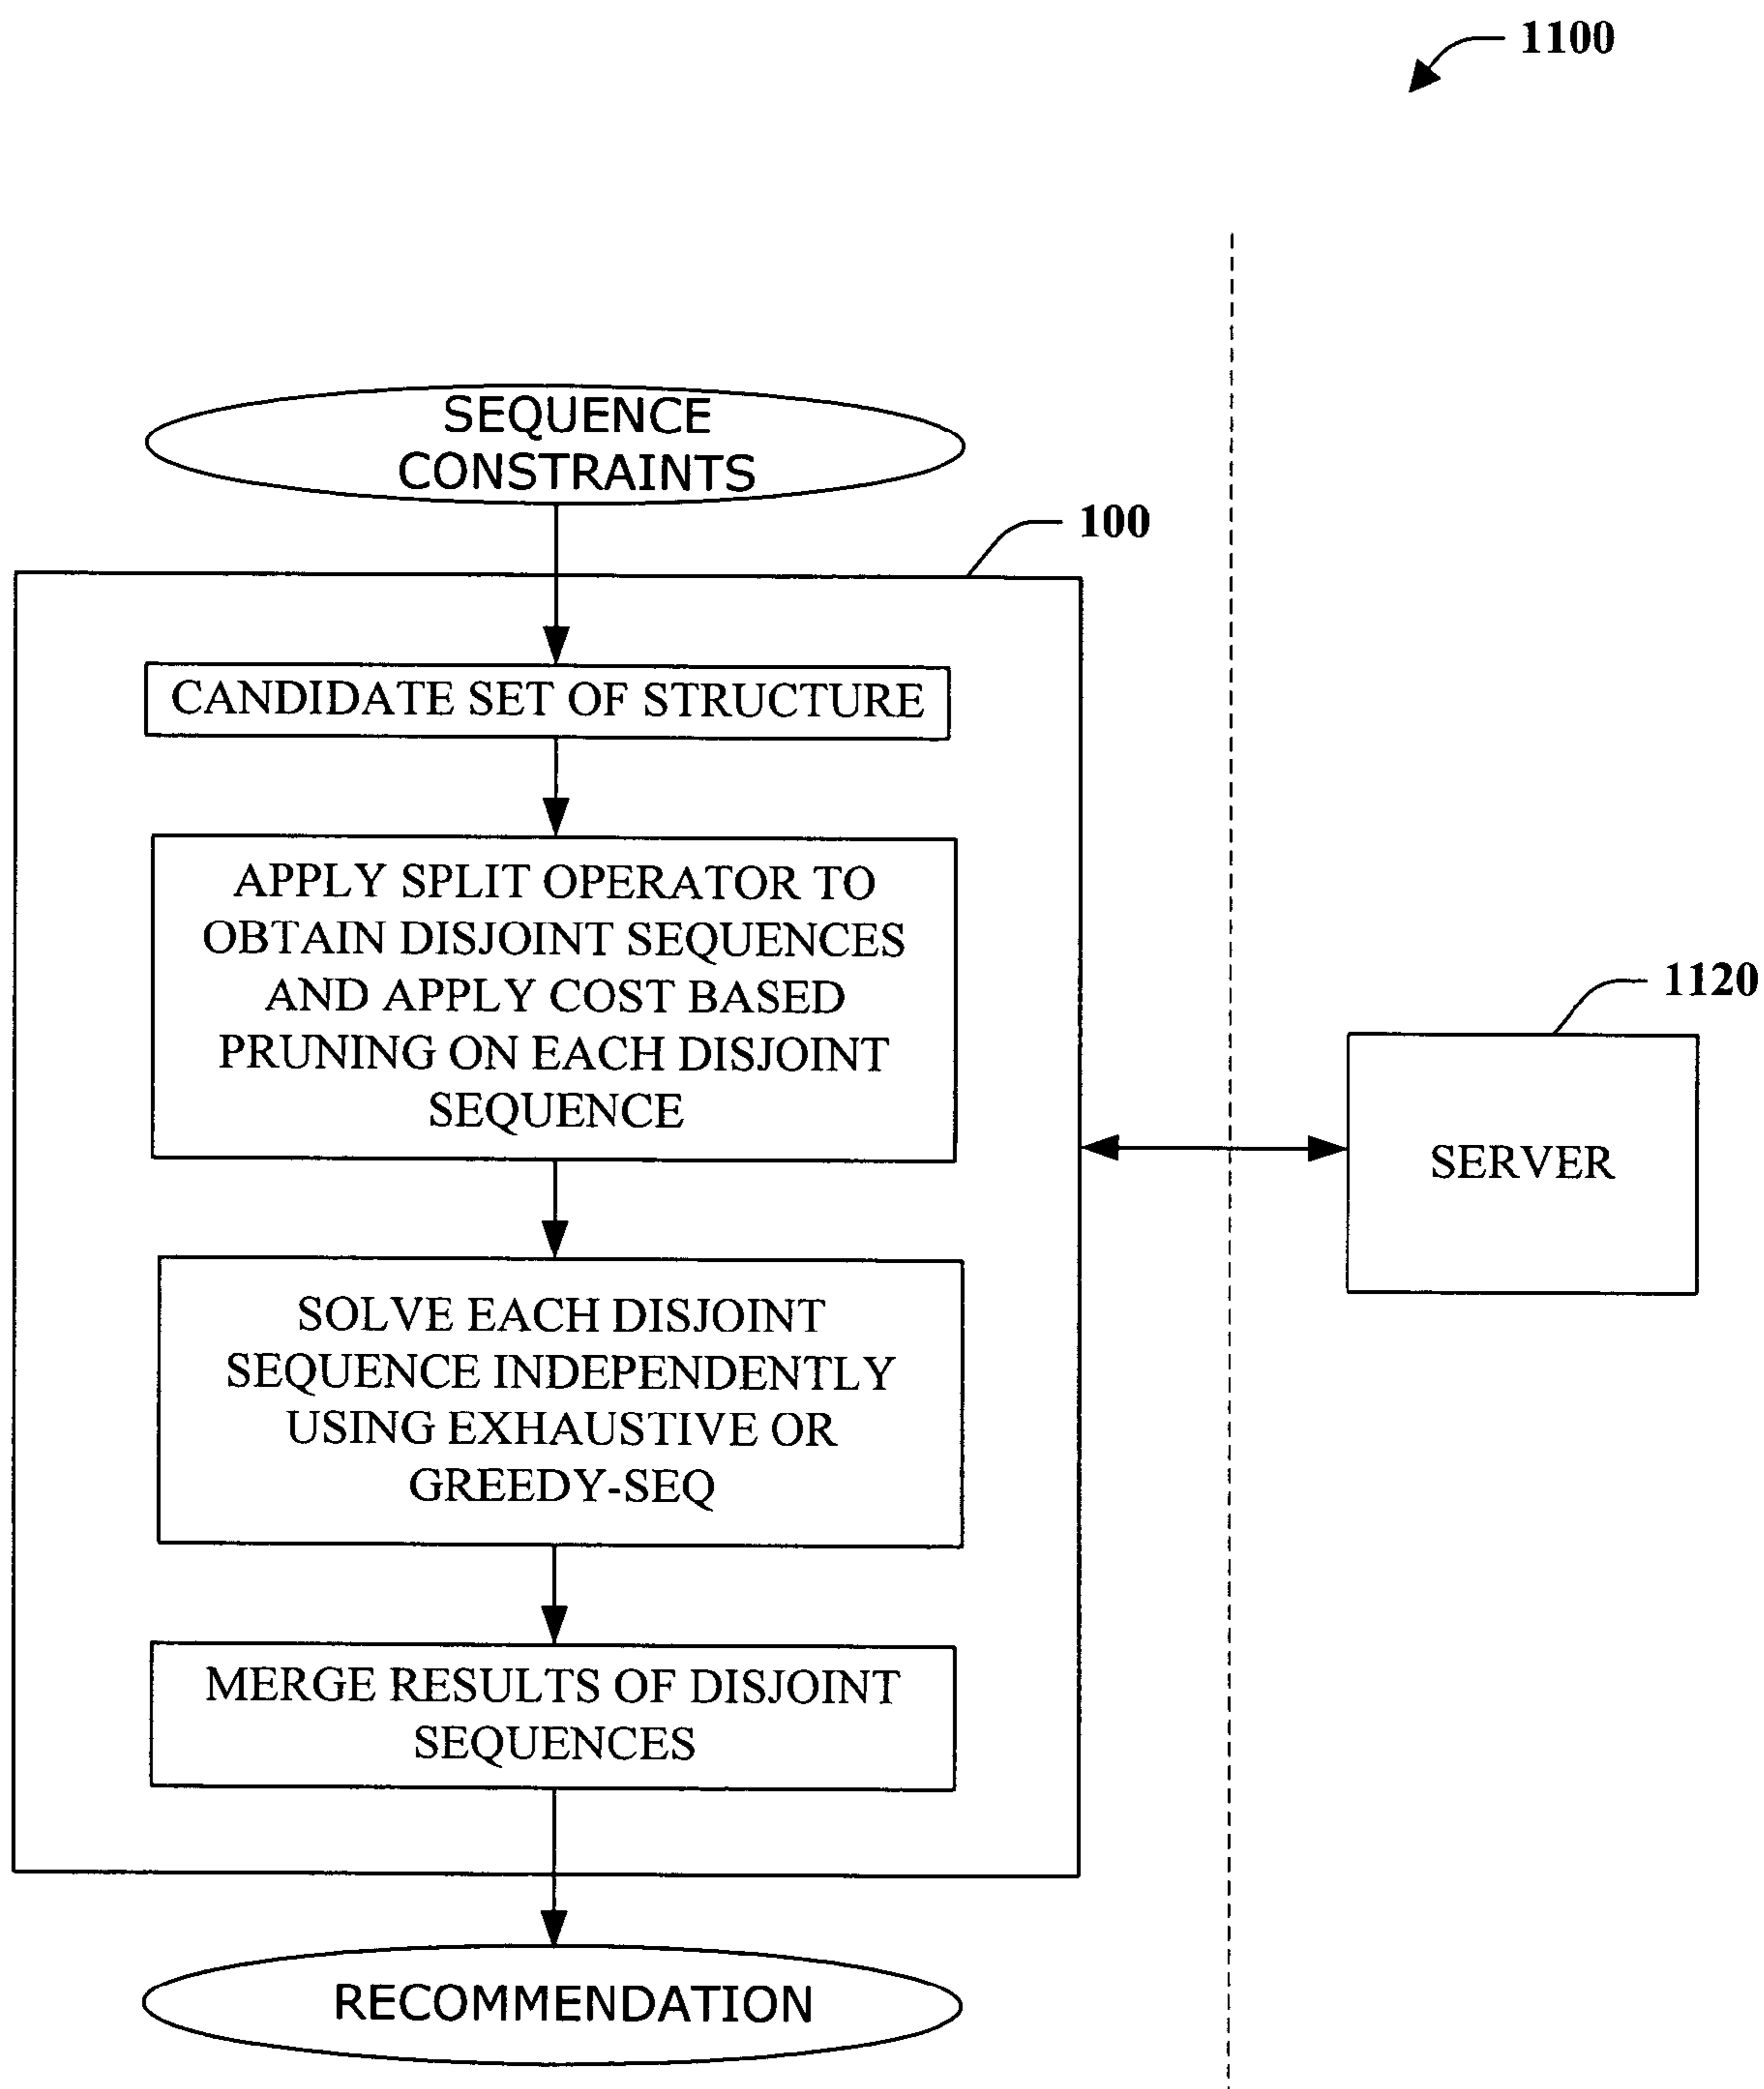 1100
SEQUENCE
CONSTRAINTS
100
CANDIDATE SET OF STRUCTURE
APPLY SPLIT OPERATOR TO
OBTAIN DISJOINT SEQUENCES
AND APPLY COST BASED
PRUNING ON EACH DISJOINT
SEQUENCE
1120
SERVER
SOLVE EACH DISJOINT
SEQUENCE INDEPENDENTLY
USING EXHAUSTIVE OR
GREEDY-SEQ
MERGE RESULTS OF DISJOINT
SEQUENCES
RECOMMENDATION